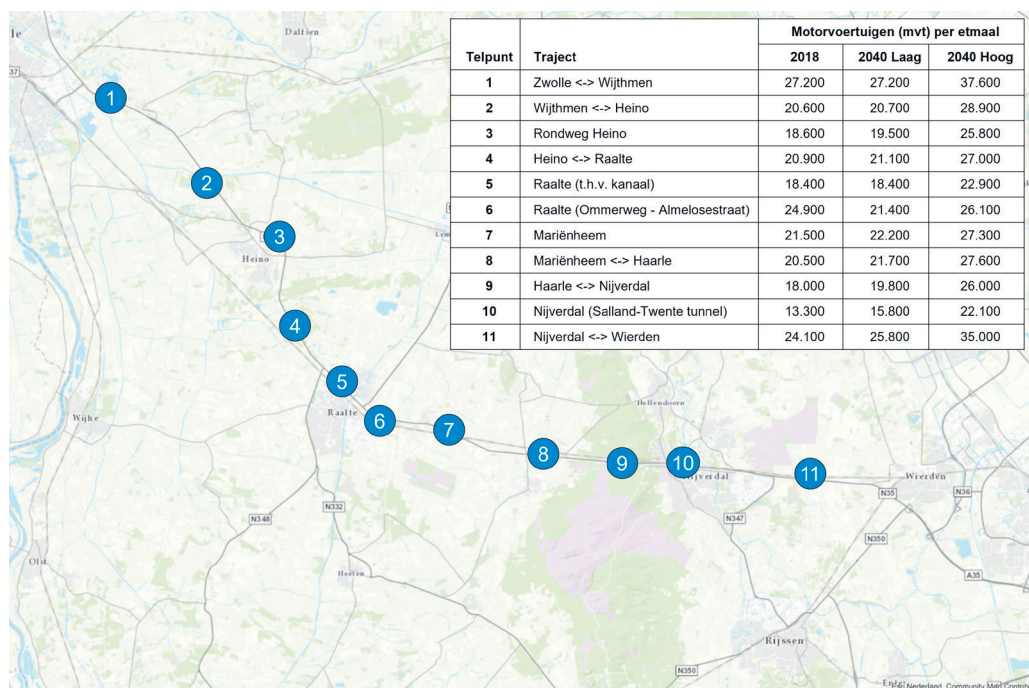 Motorvoertuigen (mvt) per etmaal
Telpunt Traject 2018 2040 Laag 2040 Hoog
1 Zwolle <-> Wijthmen 27.200 27.200 37.600
2 Wijthmen <-> Heino 20.600 20.700 28.900
3 Rondweg Heino 18.600 19.500 25.800
4 Heino <-> Raalte 20.900 21.100 27.000
5 Raalte (t.h.v. kanaal) 18.400 18.400 22.900
6 Raalte (Ommerweg - Almelosestraat) 24.900 21.400 26.100
7 Mariënheem 21.500 22.200 27.300
8 Mariënheem <-> Haarle 20.500 21.700 27.600
9 Haarle <-> Nijverdal 18.000 19.800 26.000
10 Nijverdal (Salland-Twente tunnel) 13.300 15.800 22.100
11 Nijverdal <-> Wierden 24.100 25.800 35.000
Dalfsen
1
2
3
Heino
4
5
Raalte
6
7
8
9
10
11
Wijhe
Hellendoorn
Wierden
N35
N36
N347
N348
N332
N350
A35
Olst
Heeten
Rijssen
N350
Esri Nederland, Community Map Contrib